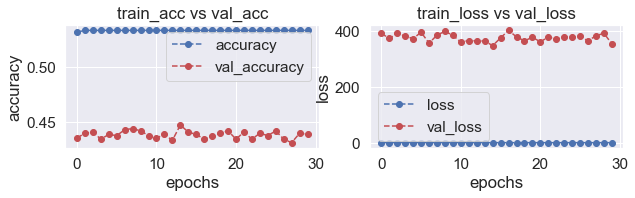 train_acc vs val_acc
accuracy
0.50
0.45
accuracy
val_accuracy
0 10 20 30
epochs
train_loss vs val_loss
loss
400
200
0
loss
val_loss
0 10 20 30
epochs